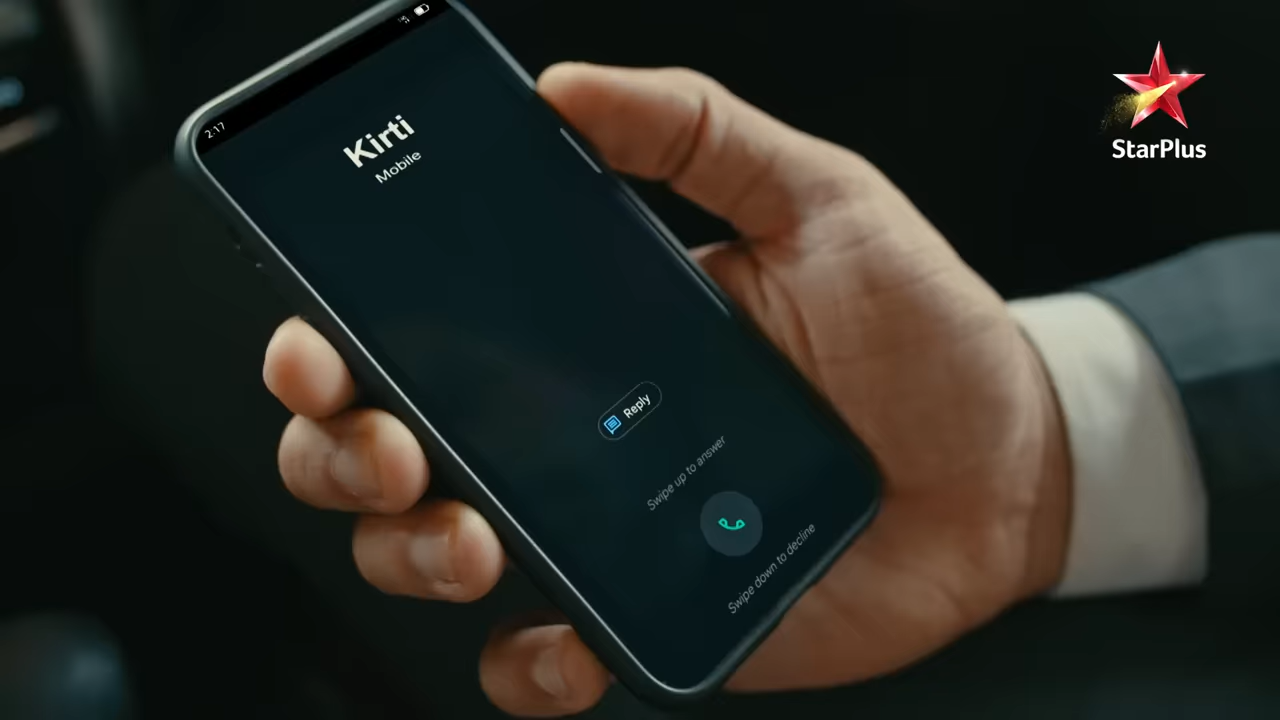 2:17
Kirti
Mobile
Reply
Swipe up to answer
Swipe down to decline
StarPlus